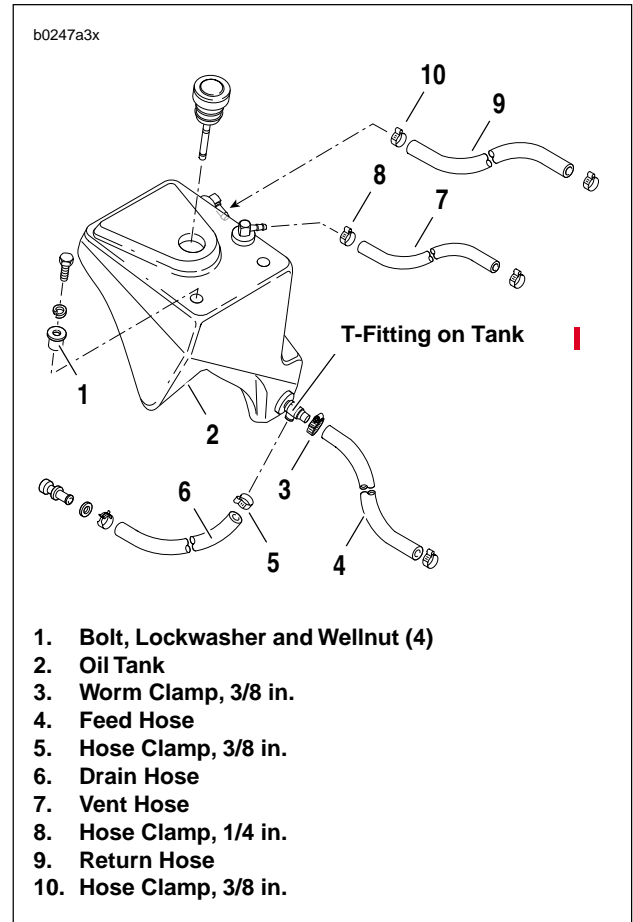 b0247a3x
10
9
8
7
T-Fitting on Tank
1
2
3
6
5
4
1. Bolt, Lockwasher and Wellnut (4)
2. Oil Tank
3. Worm Clamp, 3/8 in.
4. Feed Hose
5. Hose Clamp, 3/8 in.
6. Drain Hose
7. Vent Hose
8. Hose Clamp, 1/4 in.
9. Return Hose
10. Hose Clamp, 3/8 in.